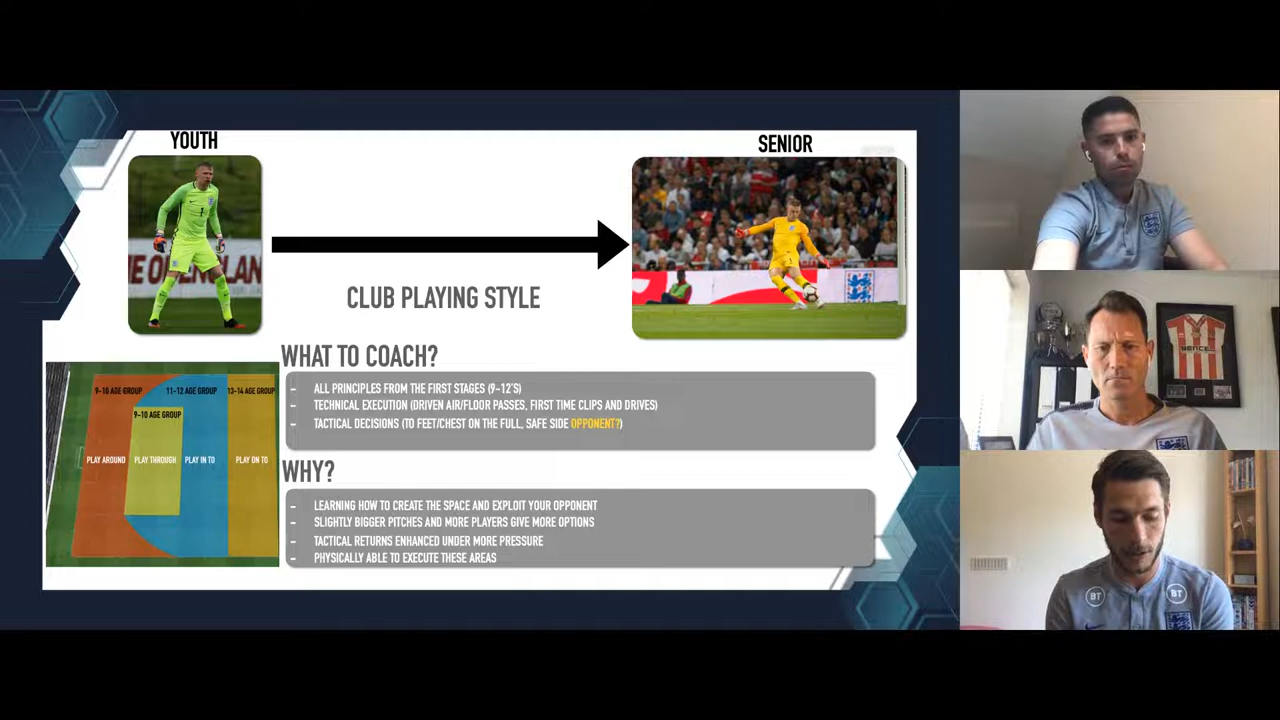 YOUTH
SENIOR
CLUB PLAYING STYLE
WHAT TO COACH?
- ALL PRINCIPLES FROM THE FIRST STAGES (9-12'S)
- TECHNICAL EXECUTION (DRIVEN AIR/FLOOR PASSES, FIRST TIME CLIPS AND DRIVES)
- TACTICAL DECISIONS (TO FEET/CHEST ON THE FULL, SAFE SIDE OPPONENT?)
9-10 AGE GROUP
11-12 AGE GROUP
13-14 AGE GROUP
9-10 AGE GROUP
PLAY AROUND
PLAY THROUGH
PLAY IN TO
PLAY ON TO
WHY?
- LEARNING HOW TO CREATE THE SPACE AND EXPLOIT YOUR OPPONENT
- SLIGHTLY BIGGER PITCHES AND MORE PLAYERS GIVE MORE OPTIONS
- TACTICAL RETURNS ENHANCED UNDER MORE PRESSURE
- PHYSICALLY ABLE TO EXECUTE THESE AREAS
BT
BT